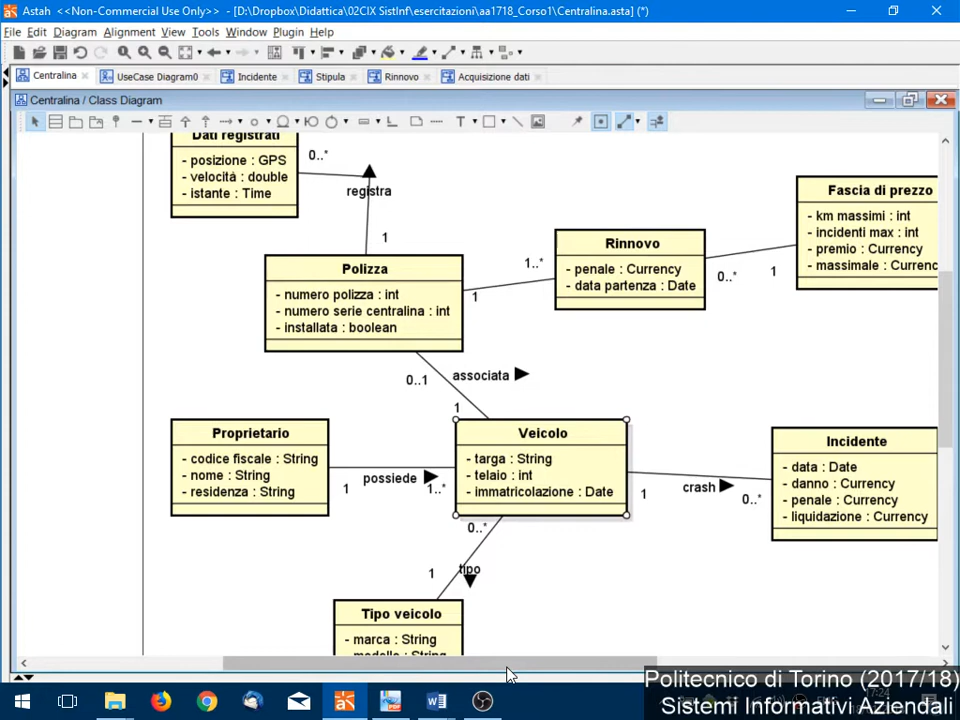 Astah <<Non-Commercial Use Only>> - [D:\Dropbox\Didattica\02CIX SistInf\esercitazioni\aa1718_Corso1\Centralina.asta] (*)
File Edit Diagram Alignment View Tools Window Plugin Help
Centralina UseCase Diagram0 Incidente Stipula Rinnovo Acquisizione dati
Centralina / Class Diagram
Dati registrati
- posizione : GPS
- velocità : double
- istante : Time
0..*
registra
1
Fascia di prezzo
- km massimi : int
- incidenti max : int
- premio : Currency
- massimale : Currenc
Rinnovo
- penale : Currency
- data partenza : Date
1..*
0..*
1
Polizza
- numero polizza : int
- numero serie centralina : int
- installata : boolean
1
0..1
associata
1
Proprietario
- codice fiscale : String
- nome : String
- residenza : String
1
possiede
1..*
Veicolo
- targa : String
- telaio : int
- immatricolazione : Date
1
crash
0..*
Incidente
- data : Date
- danno : Currency
- penale : Currency
- liquidazione : Currency
0..*
tipo
1
Tipo veicolo
- marca : String
- modello : String
Politecnico di Torino (2017/18)
Sistemi Informativi Aziendali
7:24